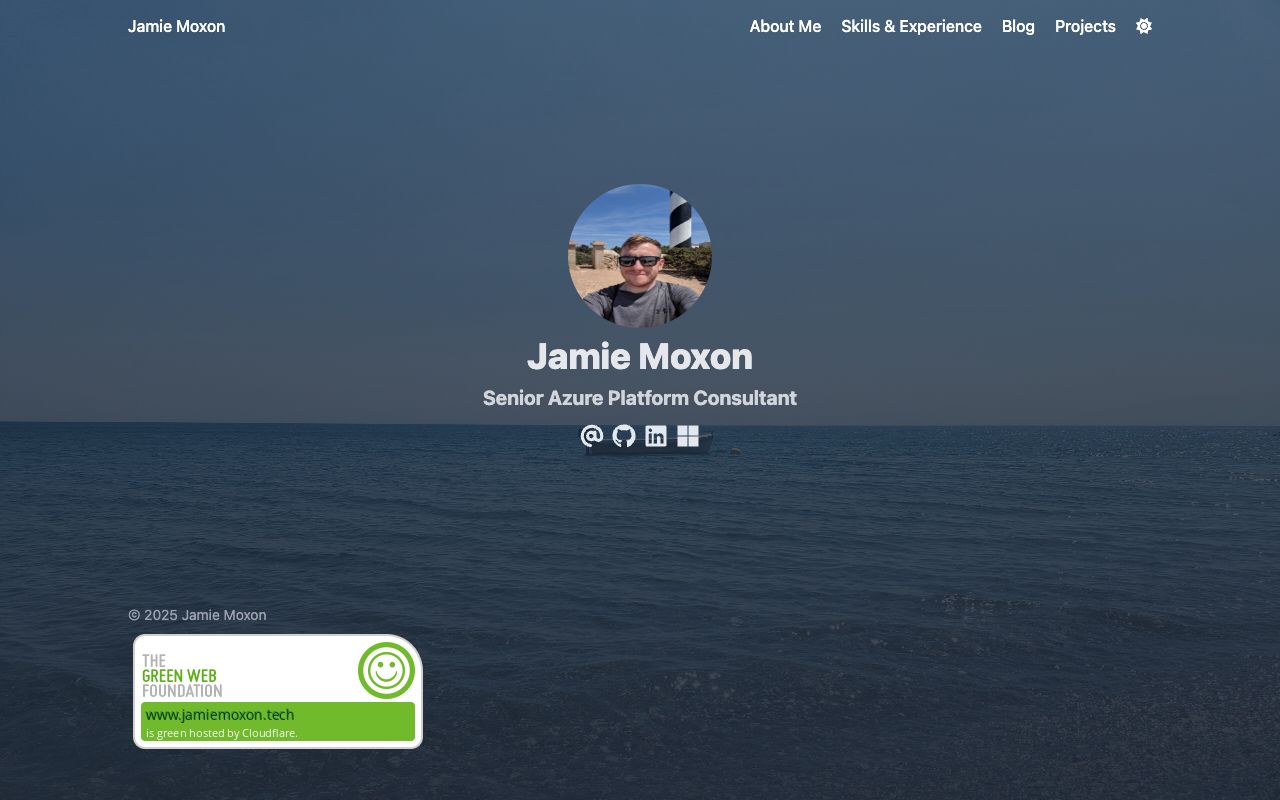 Jamie Moxon
About Me Skills & Experience Blog Projects
Jamie Moxon
Senior Azure Platform Consultant
© 2025 Jamie Moxon
THE
GREEN WEB
FOUNDATION
www.jamiemoxon.tech
is green hosted by Cloudflare.